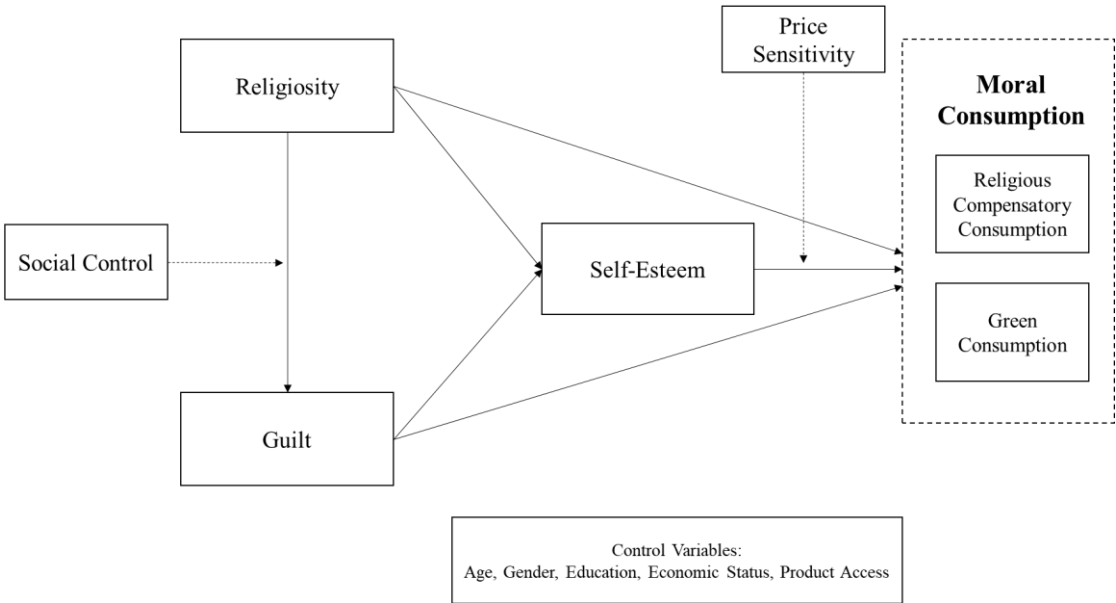 Religiosity
Price
Sensitivity
Moral
Consumption
Religious
Compensatory
Consumption
Social Control
Self-Esteem
Green
Consumption
Guilt
Control Variables:
Age, Gender, Education, Economic Status, Product Access